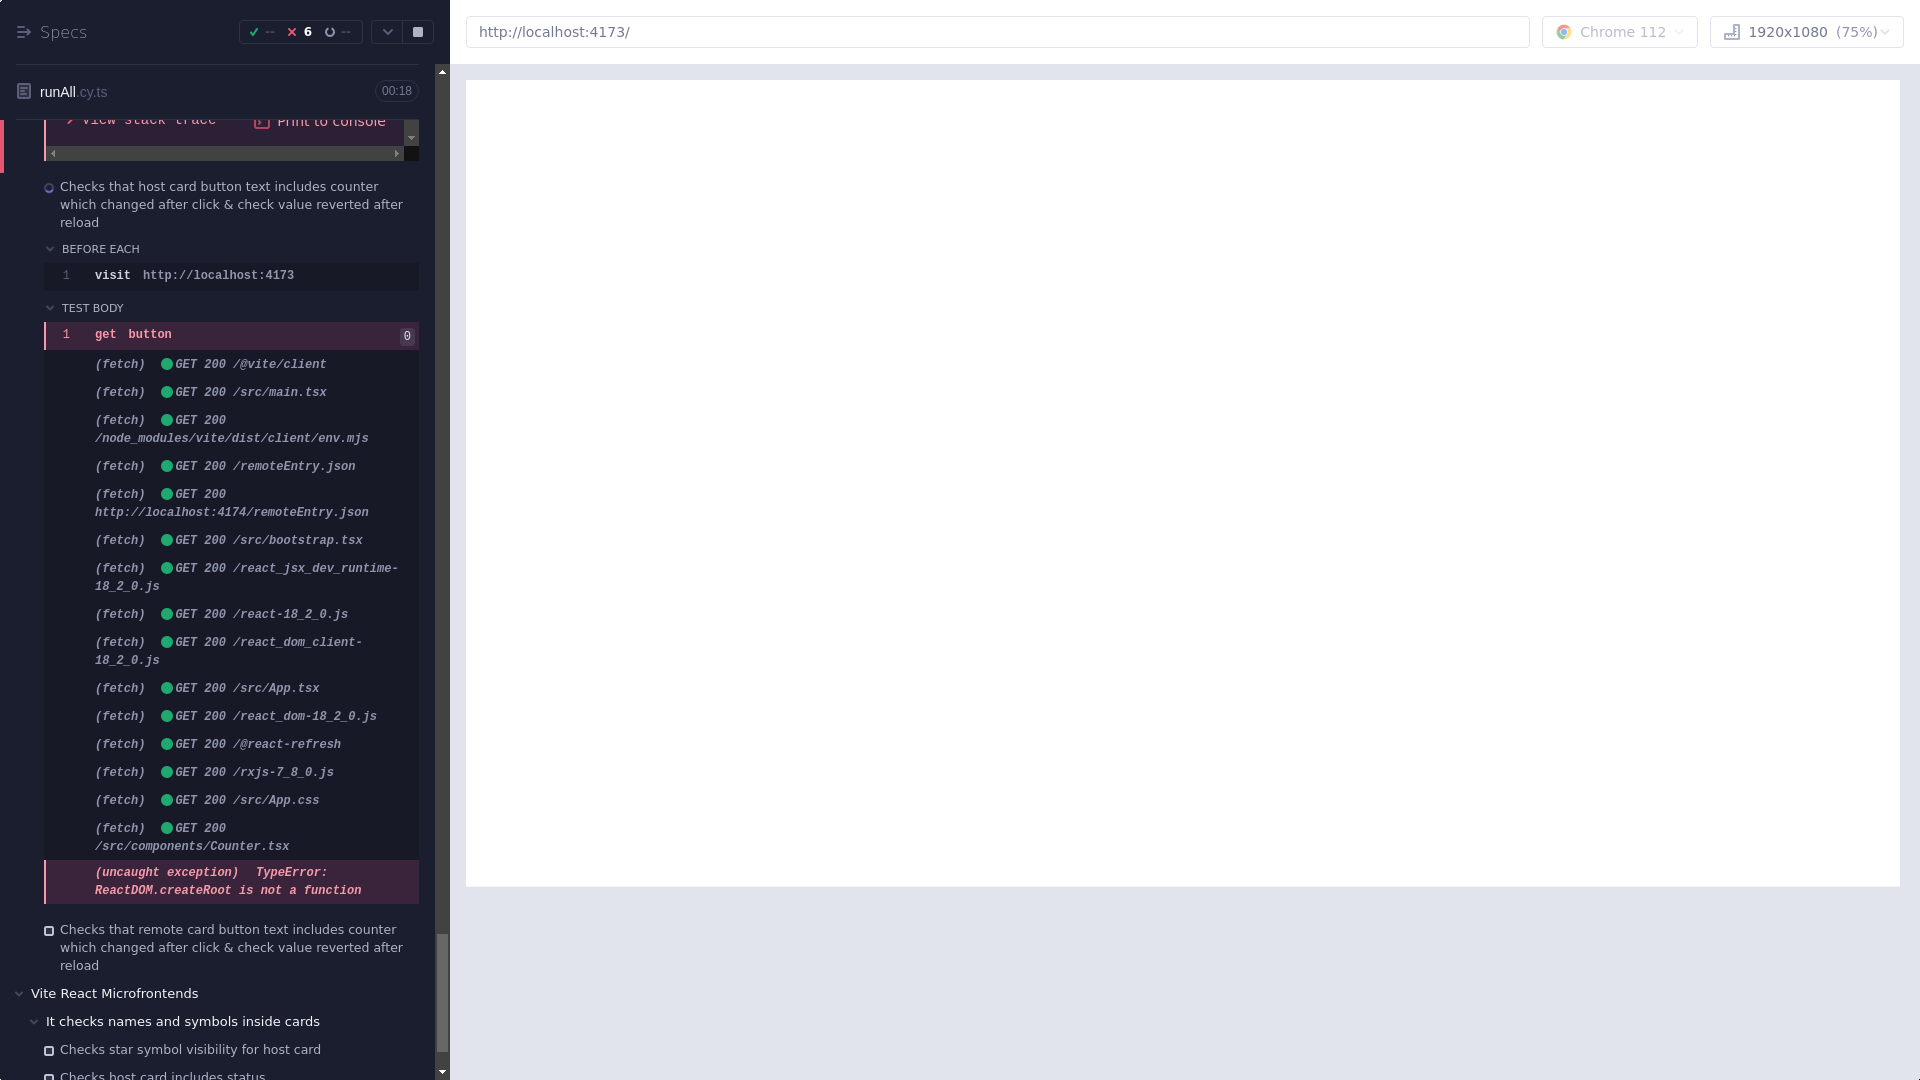 Specs
-- 6 --
http://localhost:4173/
Chrome 112
1920x1080 (75%)
runAll.cy.ts
00:18
View stack trace
Print to console
Checks that host card button text includes counter
which changed after click & check value reverted after
reload
BEFORE EACH
1 visit http://localhost:4173
TEST BODY
1 get button 0
(fetch) GET 200 /@vite/client
(fetch) GET 200 /src/main.tsx
(fetch) GET 200
/node_modules/vite/dist/client/env.mjs
(fetch) GET 200 /remoteEntry.json
(fetch) GET 200
http://localhost:4174/remoteEntry.json
(fetch) GET 200 /src/bootstrap.tsx
(fetch) GET 200 /react_jsx_dev_runtime-
18_2_0.js
(fetch) GET 200 /react-18_2_0.js
(fetch) GET 200 /react_dom_client-
18_2_0.js
(fetch) GET 200 /src/App.tsx
(fetch) GET 200 /react_dom-18_2_0.js
(fetch) GET 200 /@react-refresh
(fetch) GET 200 /rxjs-7_8_0.js
(fetch) GET 200 /src/App.css
(fetch) GET 200
/src/components/Counter.tsx
(uncaught exception) TypeError:
ReactDOM.createRoot is not a function
Checks that remote card button text includes counter
which changed after click & check value reverted after
reload
Vite React Microfrontends
It checks names and symbols inside cards
Checks star symbol visibility for host card
Checks host card includes status